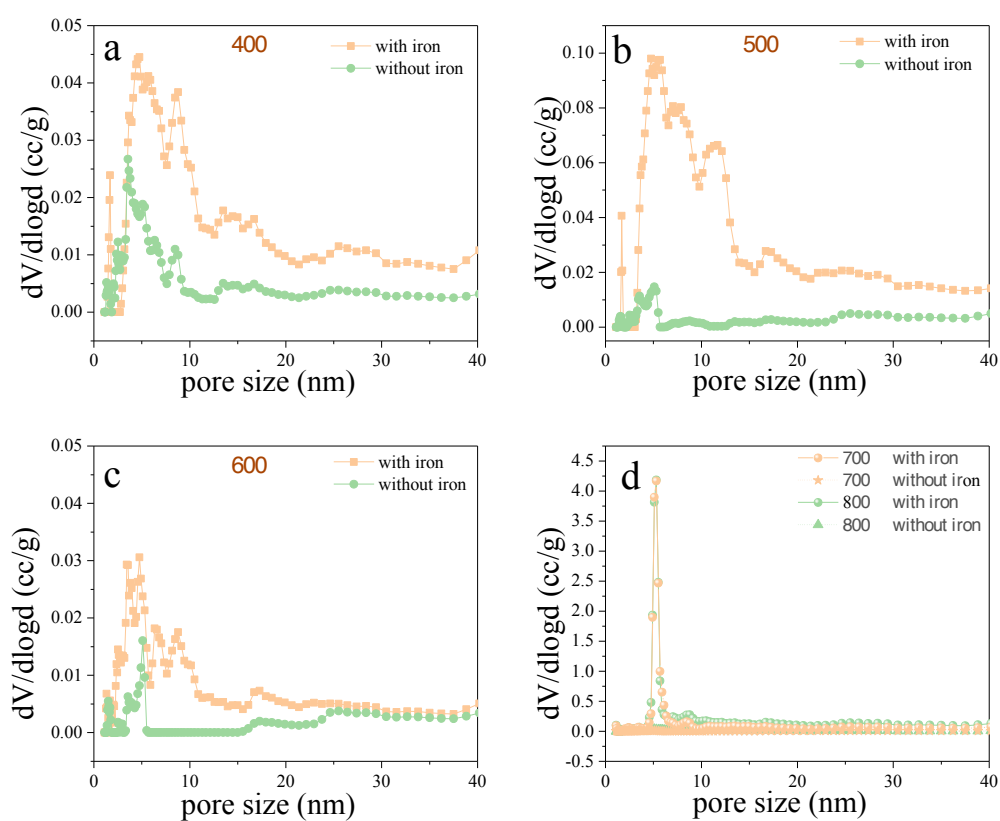 a
400
with iron
without iron
0.05
0.04
0.03
0.02
0.01
0.00
dV/dlogd (cc/g)
0
10
20
30
40
pore size (nm)
b
500
with iron
without iron
0.10
0.08
0.06
0.04
0.02
0.00
dV/dlogd (cc/g)
0
10
20
30
40
pore size (nm)
c
600
with iron
without iron
0.05
0.04
0.03
0.02
0.01
0.00
dV/dlogd (cc/g)
0
10
20
30
40
pore size (nm)
d
700 with iron
700 without iron
800 with iron
800 without iron
4.5
4.0
3.5
3.0
2.5
2.0
1.5
1.0
0.5
0.0
-0.5
dV/dlogd (cc/g)
0
10
20
30
40
pore size (nm)